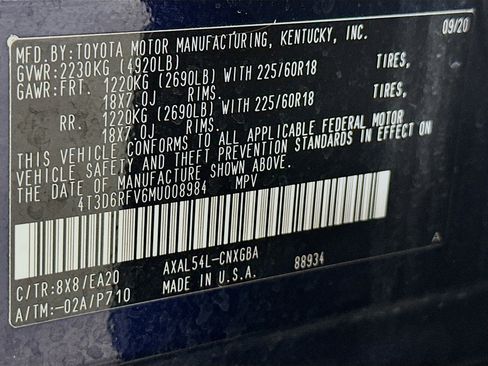 MFD.BY:TOYOTA MOTOR MANUFACTURING, KENTUCKY, INC. 09/20
GVWR:2230KG (4920LB)
GAWR:FRT. 1220KG (2690LB) WITH 225/60R18 TIRES,
18X7.0J RIMS.
RR. 1220KG (2690LB) WITH 225/60R18 TIRES,
18X7.0J RIMS.
THIS VEHICLE CONFORMS TO ALL APPLICABLE FEDERAL MOTOR
VEHICLE SAFETY AND THEFT PREVENTION STANDARDS IN EFFECT ON
THE DATE OF MANUFACTURE SHOWN ABOVE.
4T3D6RFV6MU008984 MPV
C/TR:8X8/EA20 AXAL54L-CNXGBA 88934 A
A/TM:-02A/P710 MADE IN U.S.A.